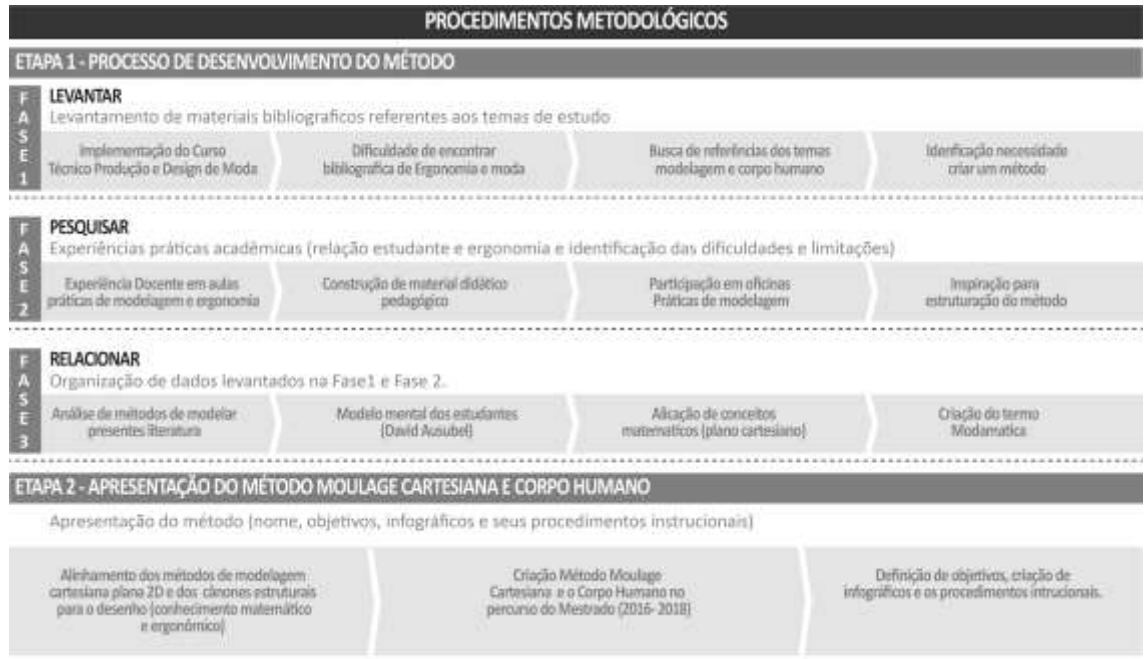 PROCEDIMENTOS METODOLÓGICOS
ETAPA 1 - PROCESSO DE DESENVOLVIMENTO DO MÉTODO
FASE 1
LEVANTAR
Levantamento de materiais bibliograficos referentes aos temas de estudo
Implementação do Curso
Técnico Produção e Design de Moda
Dificuldade de encontrar
bibliografica de Ergonomia e moda
Busca de referências dos temas
modelagem e corpo humano
Idenficação necessidade
criar um método
FASE 2
PESQUISAR
Experiências práticas acadêmicas (relação estudante e ergonomia e identificação das dificuldades e limitações)
Experiência Docente em aulas
práticas de modelagem e ergonomia
Construção de material didático
pedagógico
Participação em oficinas
Práticas de modelagem
Inspiração para
estruturação do método
FASE 3
RELACIONAR
Organização de dados levantados na Fase1 e Fase 2.
Análise de métodos de modelar
presentes literatura
Modelo mental dos estudantes
(David Ausubel)
Alicação de conceitos
matematicos (plano cartesiano)
Criação do termo
Modamatica
ETAPA 2 - APRESENTAÇÃO DO MÉTODO MOULAGE CARTESIANA E CORPO HUMANO
Apresentação do método (nome, objetivos, infográficos e seus procedimentos instrucionais)
Alinhamento dos métodos de modelagem
cartesiana plana 2D e dos cânones estruturais
para o desenho (conhecimento matemático
e ergonômico)
Criação Método Moulage
Cartesiana e o Corpo Humano no
percurso do Mestrado (2016- 2018)
Definição de objetivos, criação de
infográficos e os procedimentos intrucionais.